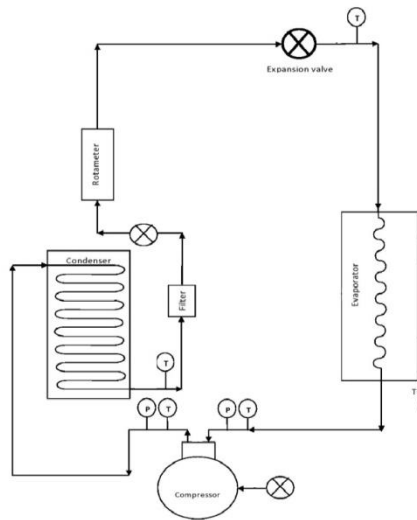 T
Expansion valve
Rotameter
Condenser
Filter
Evaporator
T
T
P
T
P
T
Compressor